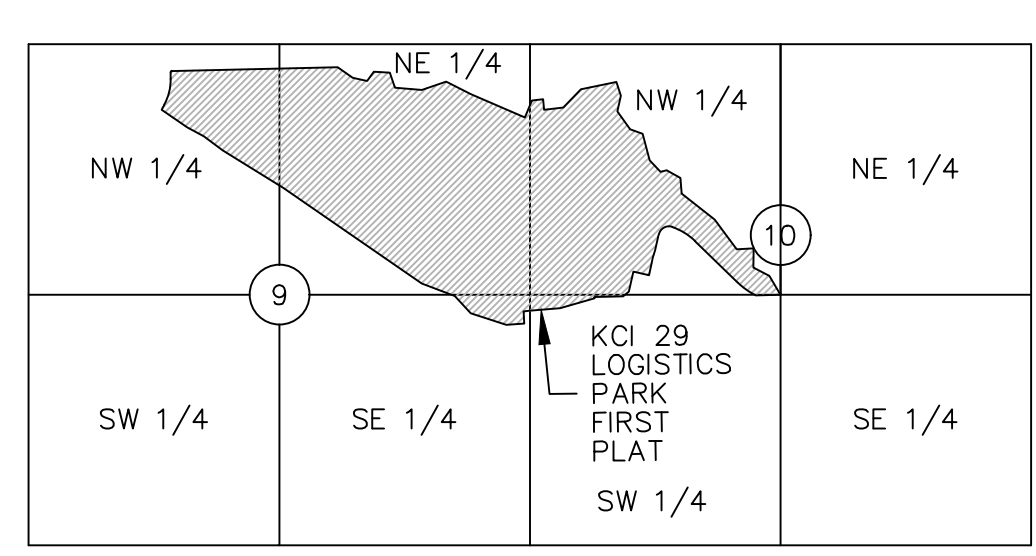 NE 1/4
NW 1/4
NW 1/4
NE 1/4
10
9
KCI 29
LOGISTICS
PARK
FIRST
PLAT
SW 1/4
SE 1/4
SE 1/4
SW 1/4